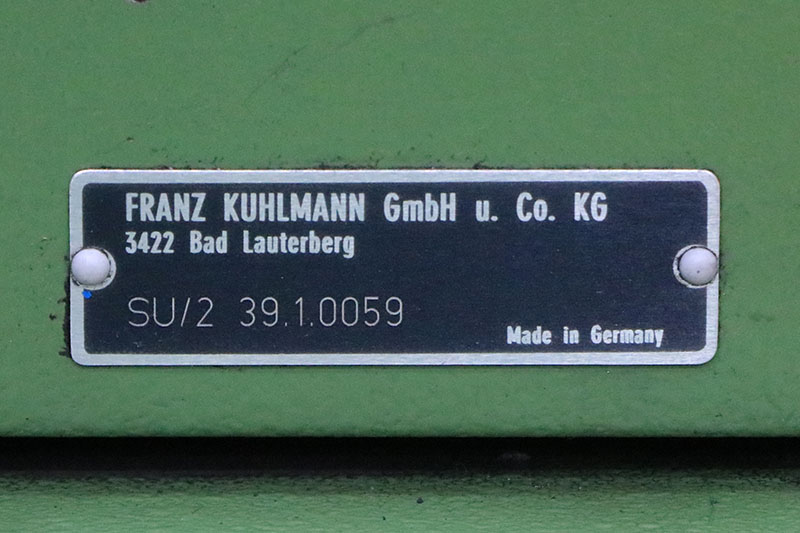 FRANZ KUHLMANN GmbH u. Co. KG
3422 Bad Lauterberg
SU/2 39.1.0059
Made in Germany